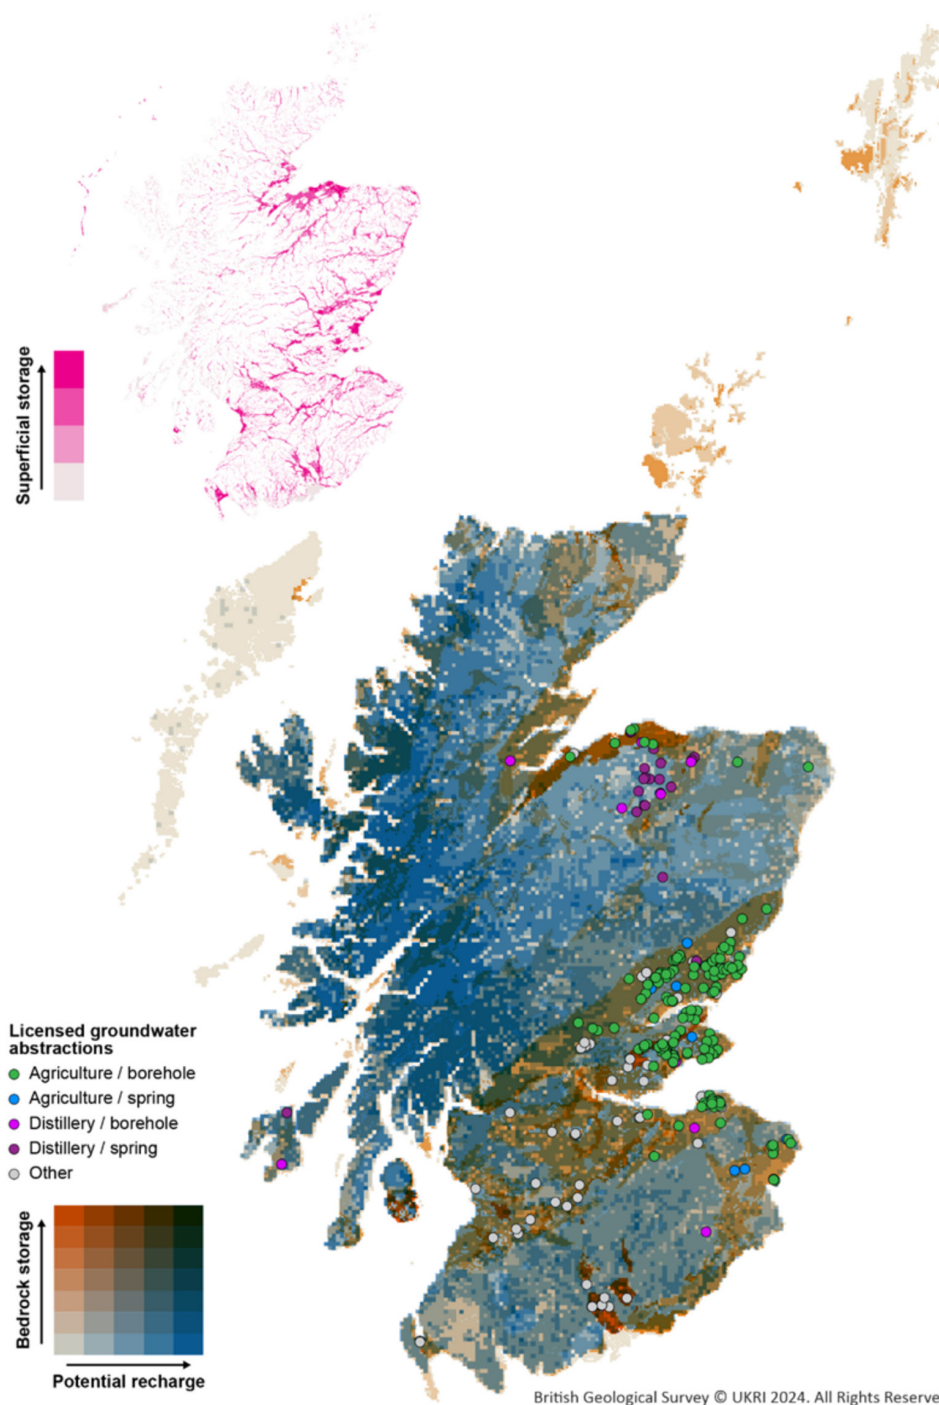 Superficial storage
Licensed groundwater
abstractions
Agriculture / borehole
Agriculture / spring
Distillery / borehole
Distillery / spring
Other
Bedrock storage
Potential recharge
British Geological Survey © UKRI 2024. All Rights Reserve